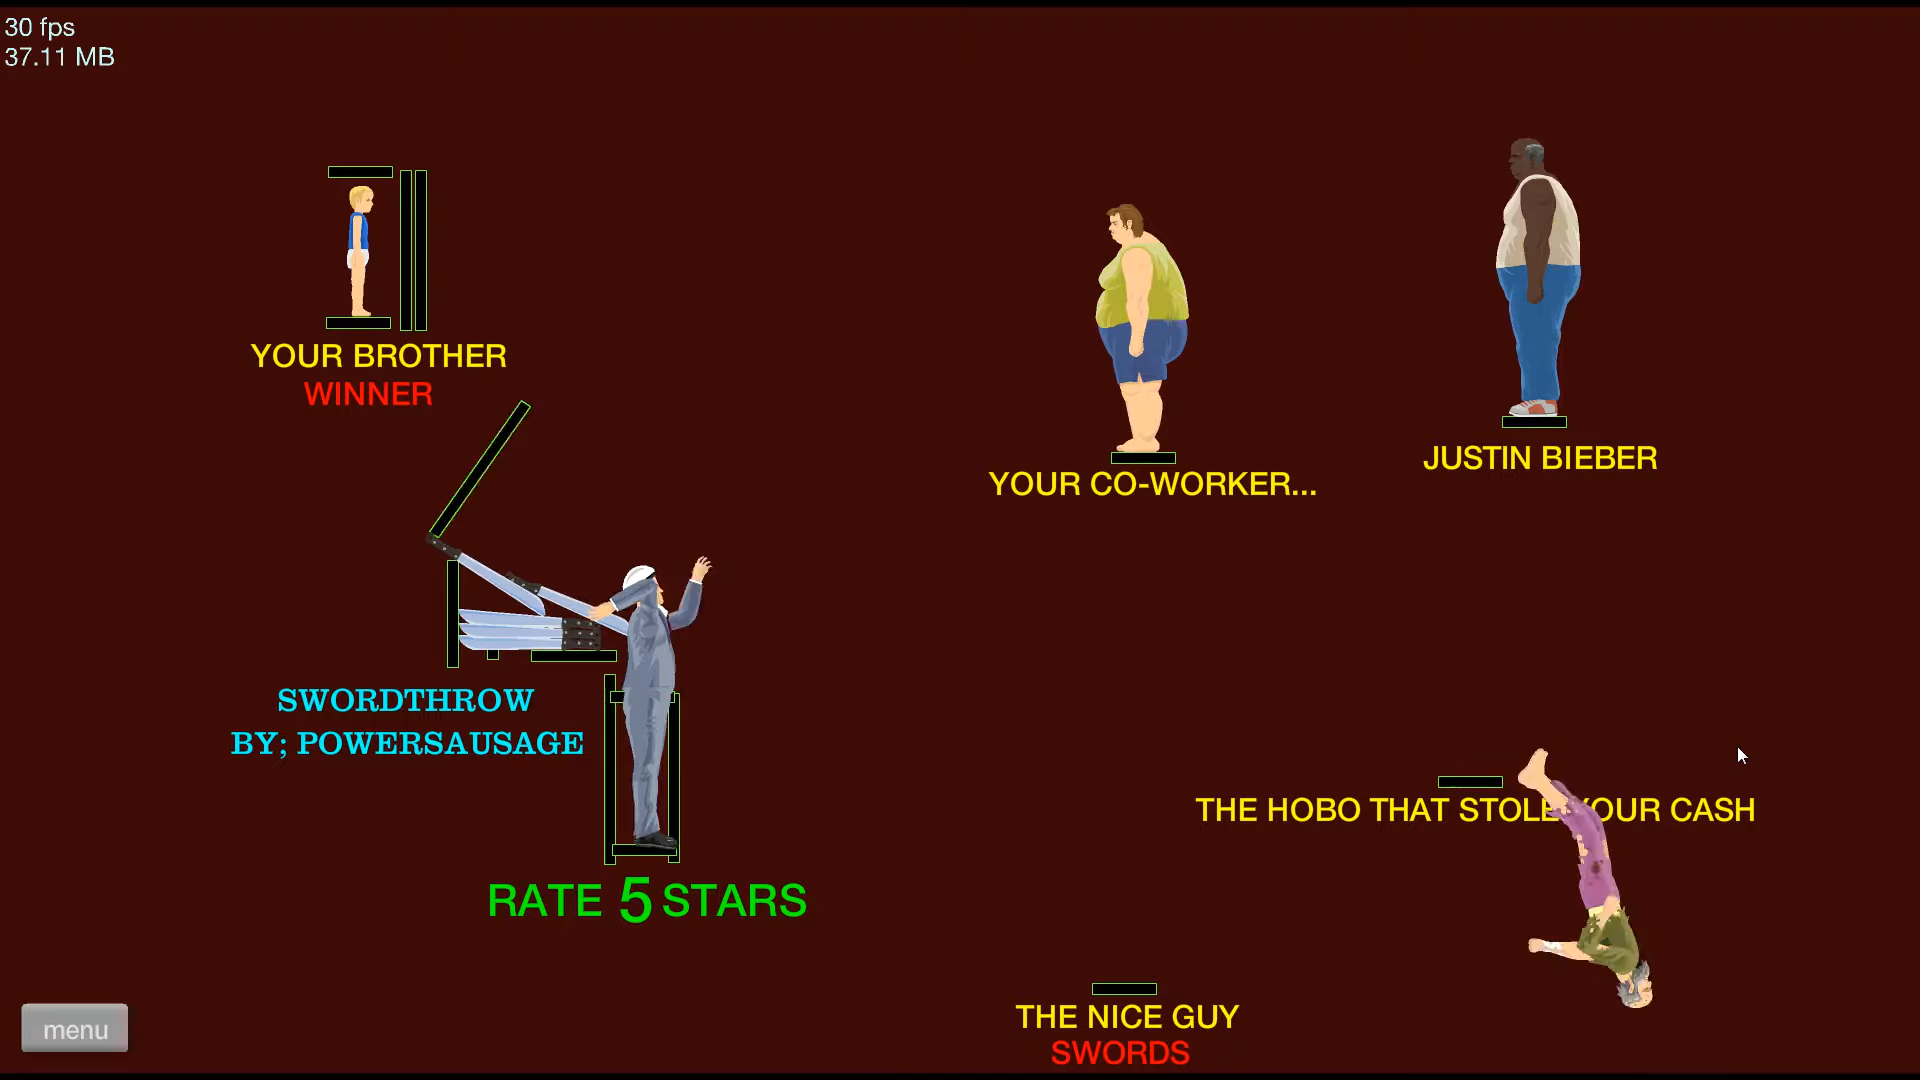 30 fps
37.11 MB
YOUR BROTHER
WINNER
JUSTIN BIEBER
YOUR CO-WORKER...
SWORDTHROW
BY; POWERSAUSAGE
THE HOBO THAT STOLE YOUR CASH
RATE 5 STARS
THE NICE GUY
SWORDS
menu